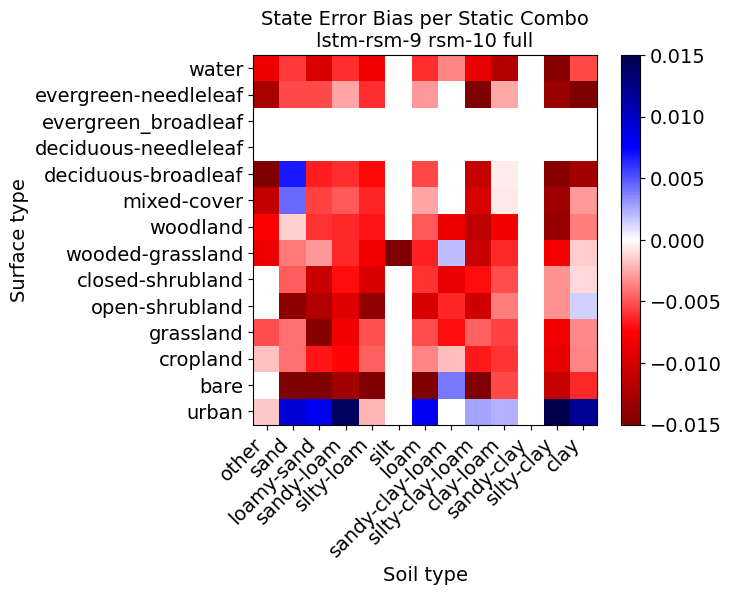 State Error Bias per Static Combo
lstm-rsm-9 rsm-10 full
Surface type
water
evergreen-needleleaf
evergreen_broadleaf
deciduous-needleleaf
deciduous-broadleaf
mixed-cover
woodland
wooded-grassland
closed-shrubland
open-shrubland
grassland
cropland
bare
urban
other
sand
loamy-sand
sandy-loam
silty-loam
silt
loam
sandy-clay-loam
silty-clay-loam
clay-loam
sandy-clay
silty-clay
clay
Soil type
0.015
0.010
0.005
0.000
−0.005
−0.010
−0.015